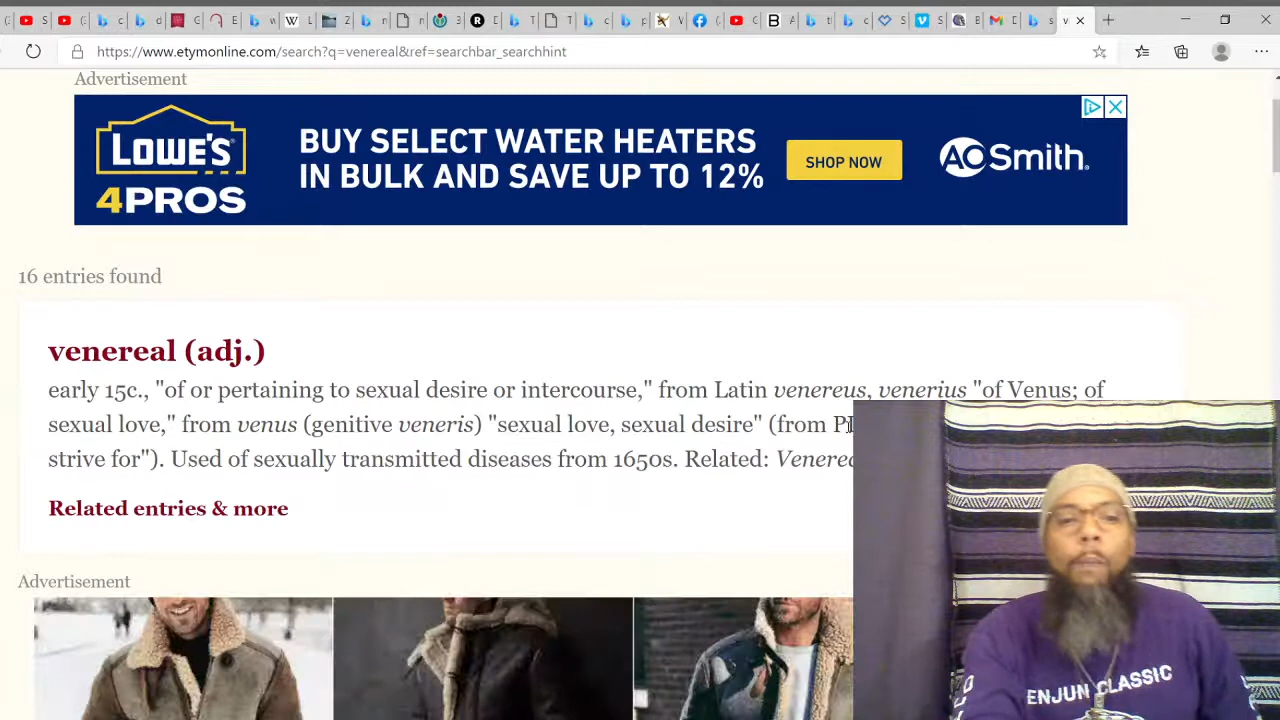 https://www.etymonline.com/search?q=venereal&ref=searchbar_searchhint
Advertisement
LOWE'S
4PROS
BUY SELECT WATER HEATERS
IN BULK AND SAVE UP TO 12%
SHOP NOW
AO Smith.
16 entries found
venereal (adj.)
early 15c., "of or pertaining to sexual desire or intercourse," from Latin venereus, venerius "of Venus; of
sexual love," from venus (genitive veneris) "sexual love, sexual desire" (from
strive for"). Used of sexually transmitted diseases from 1650s. Related:
Related entries & more
Advertisement
ENJUN CLASSIC